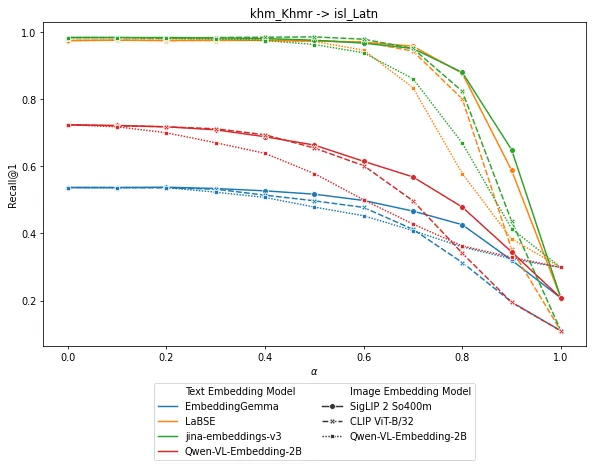 khm_Khmr -> isl_Latn
Recall@1
1.0
0.8
0.6
0.4
0.2
0.0 0.2 0.4 0.6 0.8 1.0
α
Text Embedding Model
EmbeddingGemma
LaBSE
jina-embeddings-v3
Qwen-VL-Embedding-2B
Image Embedding Model
SigLIP 2 So400m
CLIP ViT-B/32
Qwen-VL-Embedding-2B